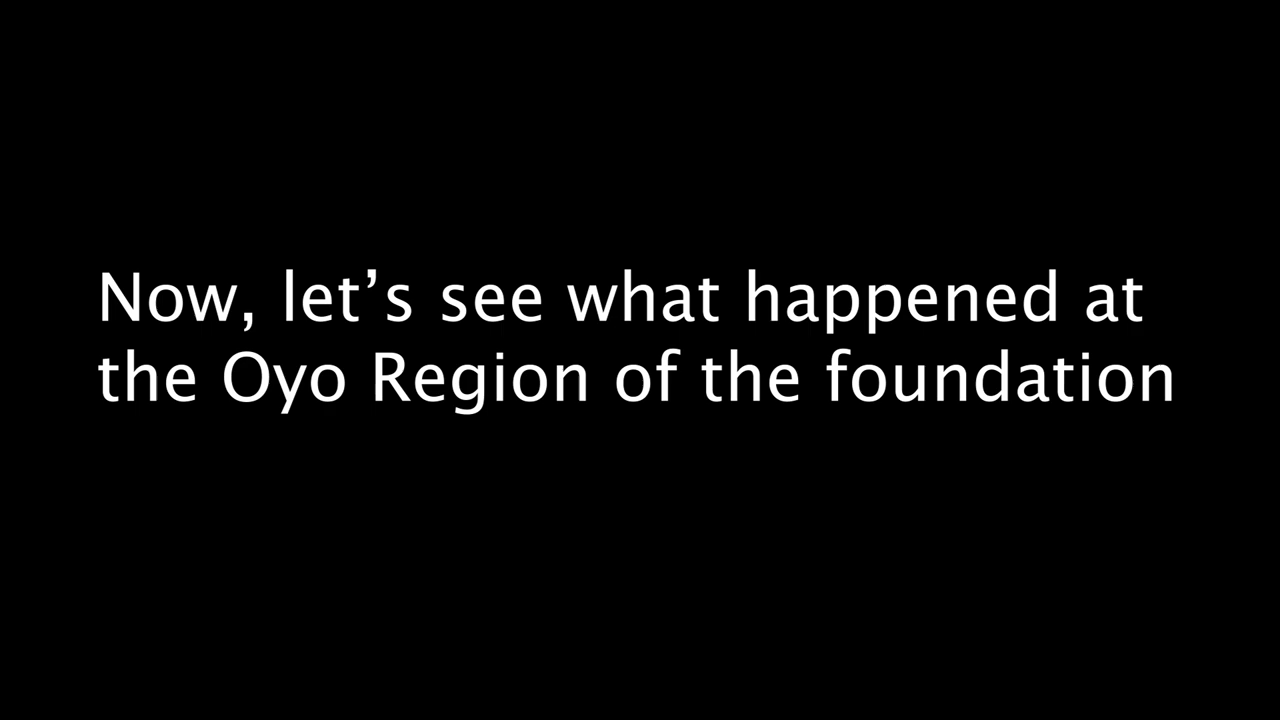 Now, let’s see what happened at
the Oyo Region of the foundation